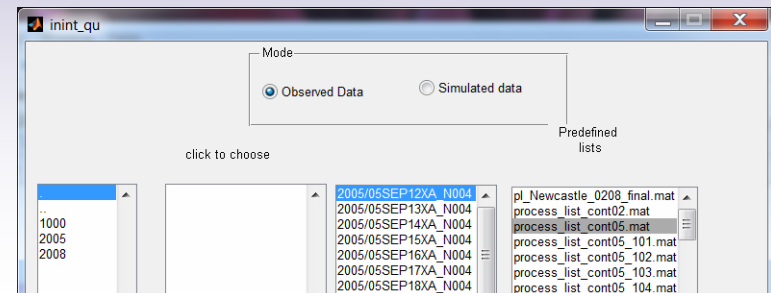 inint_qu
Mode
Observed Data
Simulated data
Predefined
lists
click to choose
.
..
1000
2005
2008
2005/05SEP12XA_N004
2005/05SEP13XA_N004
2005/05SEP14XA_N004
2005/05SEP15XA_N004
2005/05SEP16XA_N004
2005/05SEP17XA_N004
2005/05SEP18XA_N004
pl_Newcastle_0208_final.mat
process_list_cont02.mat
process_list_cont05.mat
process_list_cont05_101.mat
process_list_cont05_102.mat
process_list_cont05_103.mat
process_list_cont05_104.mat